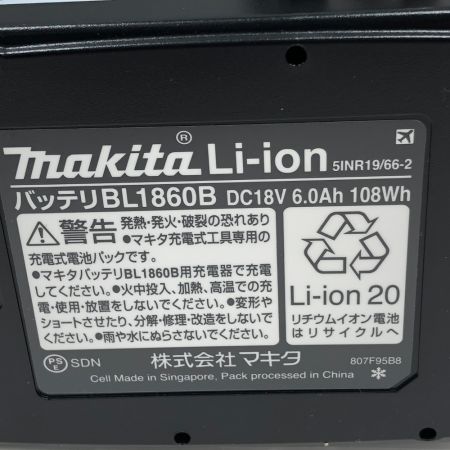 makita® Li-ion 5INR19/66-2
バッテリBL1860B DC18V 6.0Ah 108Wh
警告 発熱・発火・破裂の恐れあり
●マキタ充電式工具専用の
充電式電池パックです。
●マキタバッテリBL1860B用充電器で充電
してください。●火中投入、加熱、高温での充
電・使用・放置をしないでください。●変形や
ショートさせたり、分解・修理・改造をしないで
ください。●雨や水にぬらさないでください。
Li-ion 20
リチウムイオン電池
はリサイクルへ
PS
E
SDN
株式会社 マキタ
807F95B8
Cell Made in Singapore, Pack processed in China